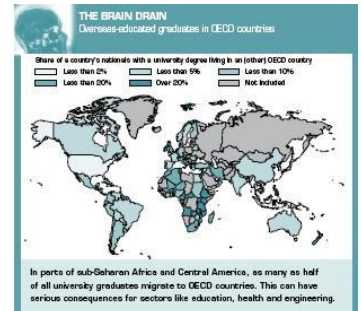 THE BRAIN DRAIN
Overseas-educated graduates in OECD countries
Share of a country's nationals with a university degree living in an (other) OECD country
Less than 2%
Less than 5%
Less than 10%
Less than 20%
Over 20%
Not included
In parts of sub-Saharan Africa and Central America, as many as half
of all university graduates migrate to OECD countries. This can have
serious consequences for sectors like education, health and engineering.